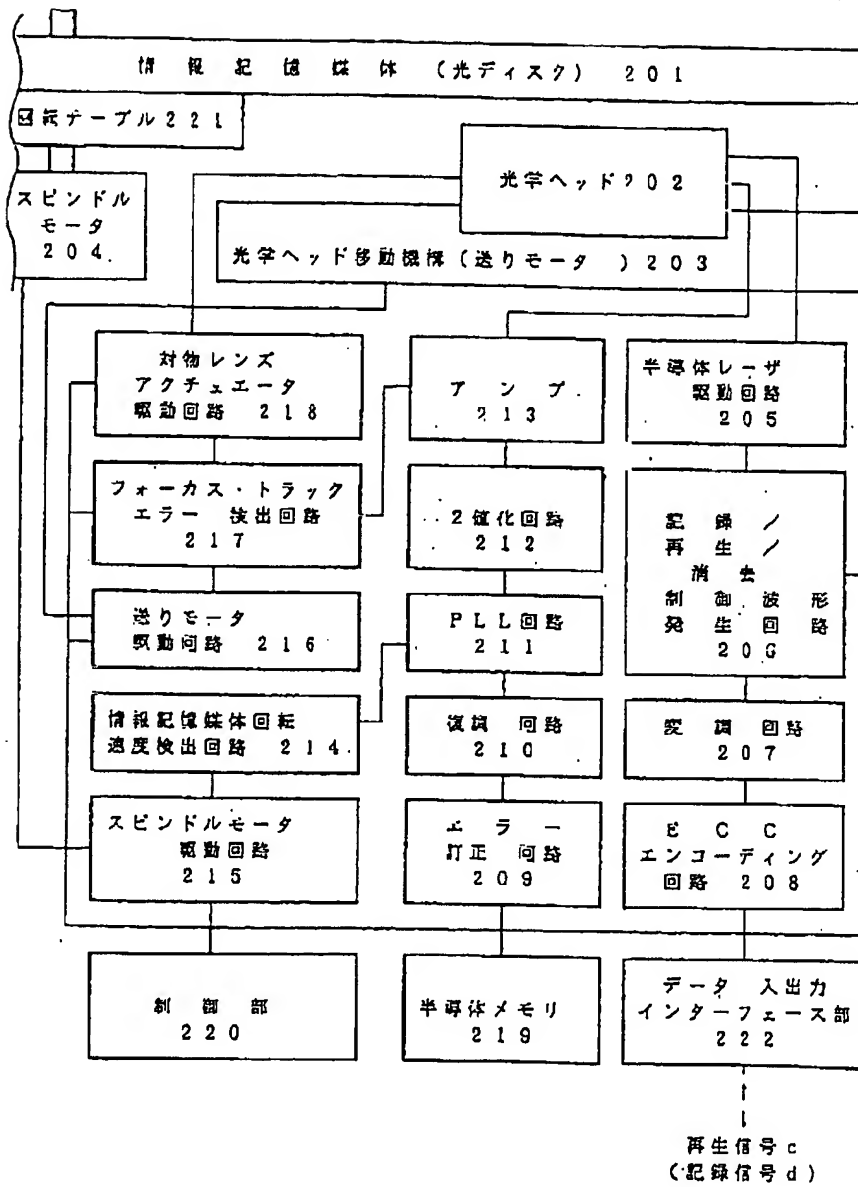 情報記憶媒体 (光ディスク) 201
回転テーブル221
スピンドル
モータ
204
光学ヘッド202
光学ヘッド移動機構(送りモータ )203
対物レンズ
アクチュエータ
駆動回路 218
アンプ
213
半導体レーザ
駆動回路
205
フォーカス・トラック
エラー 検出回路
217
2値化回路
212
記録/
再生/
消去
制御波形
発生回路
206
送りモータ
駆動回路 216
PLL回路
211
情報記憶媒体回転
速度検出回路 214
復調 回路
210
変調回路
207
スピンドルモータ
駆動回路
215
エラー
訂正 回路
209
ECC
エンコーディング
回路 208
制御部
220
半導体メモリ
219
データ 入出力
インターフェース部
222
再生信号c
(記録信号d)